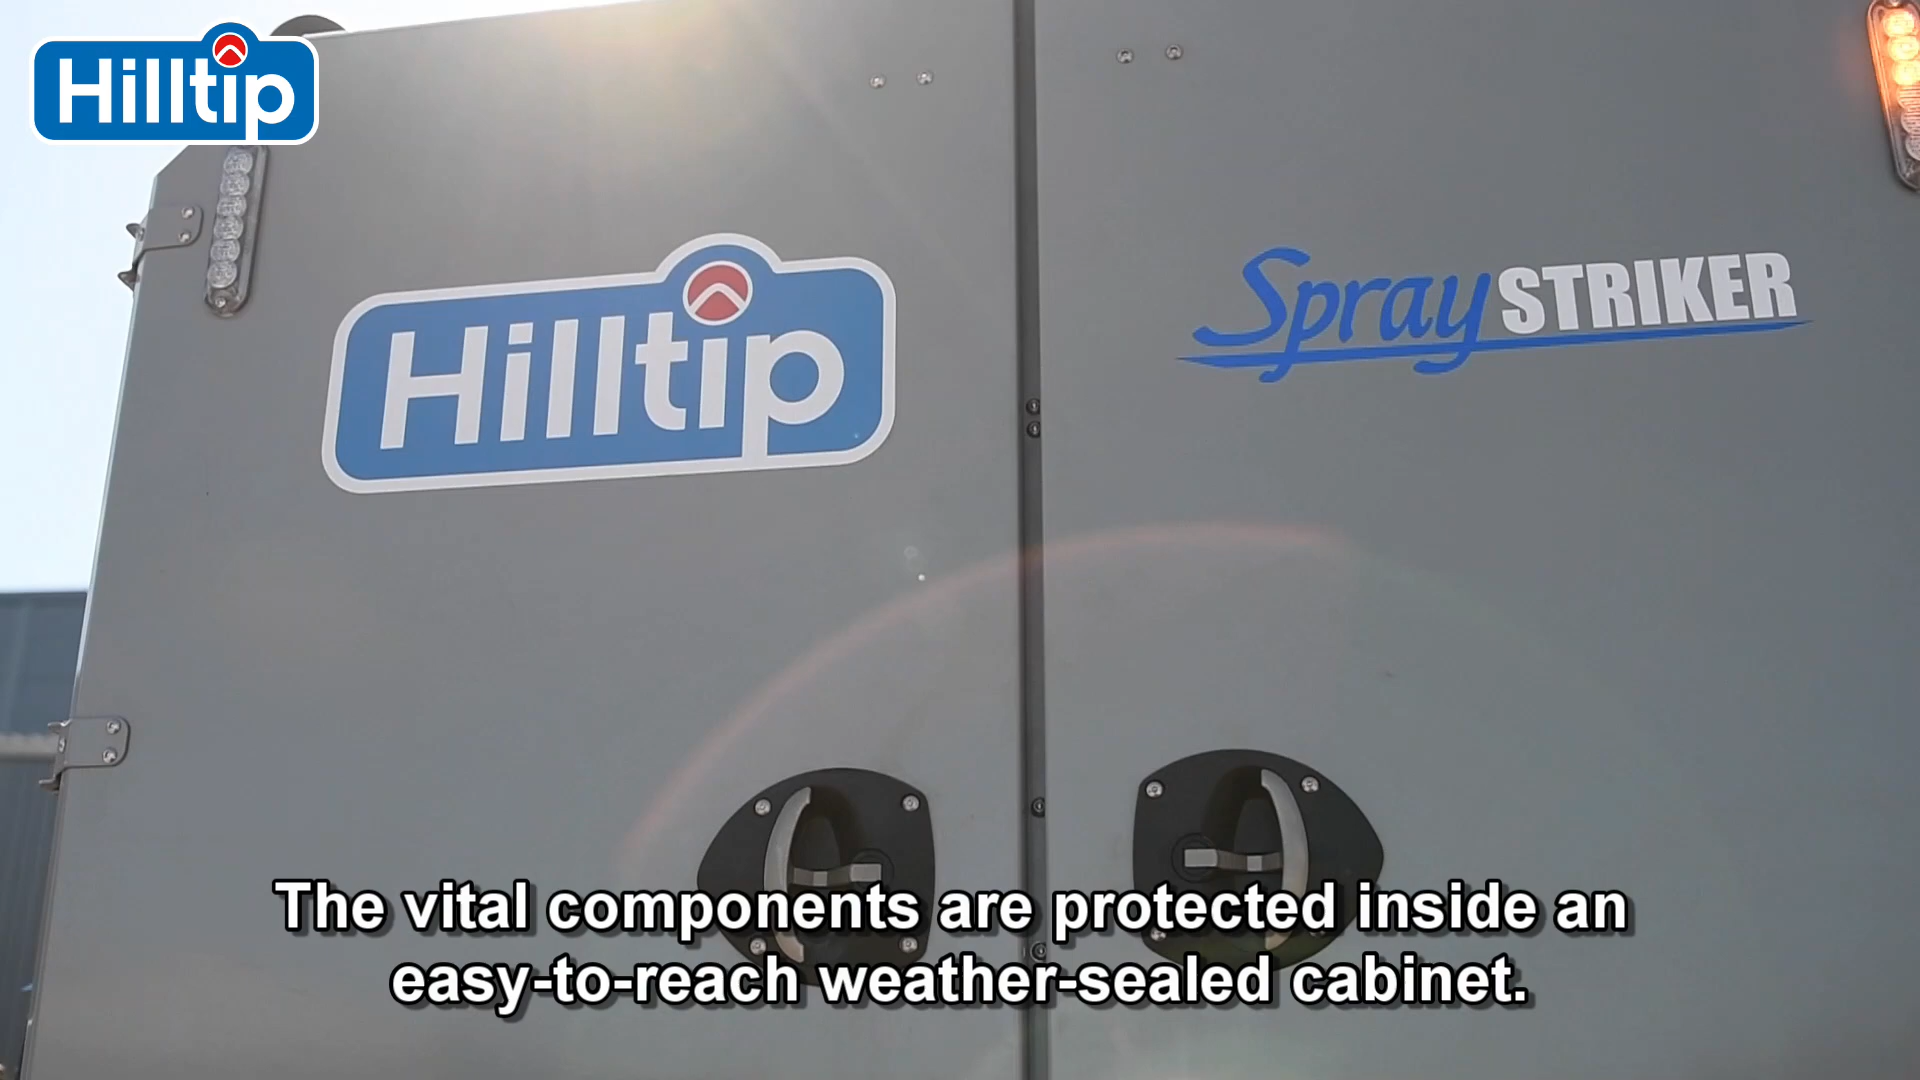 Hilltip
Hilltip
SpraySTRIKER
The vital components are protected inside an
easy-to-reach weather-sealed cabinet.